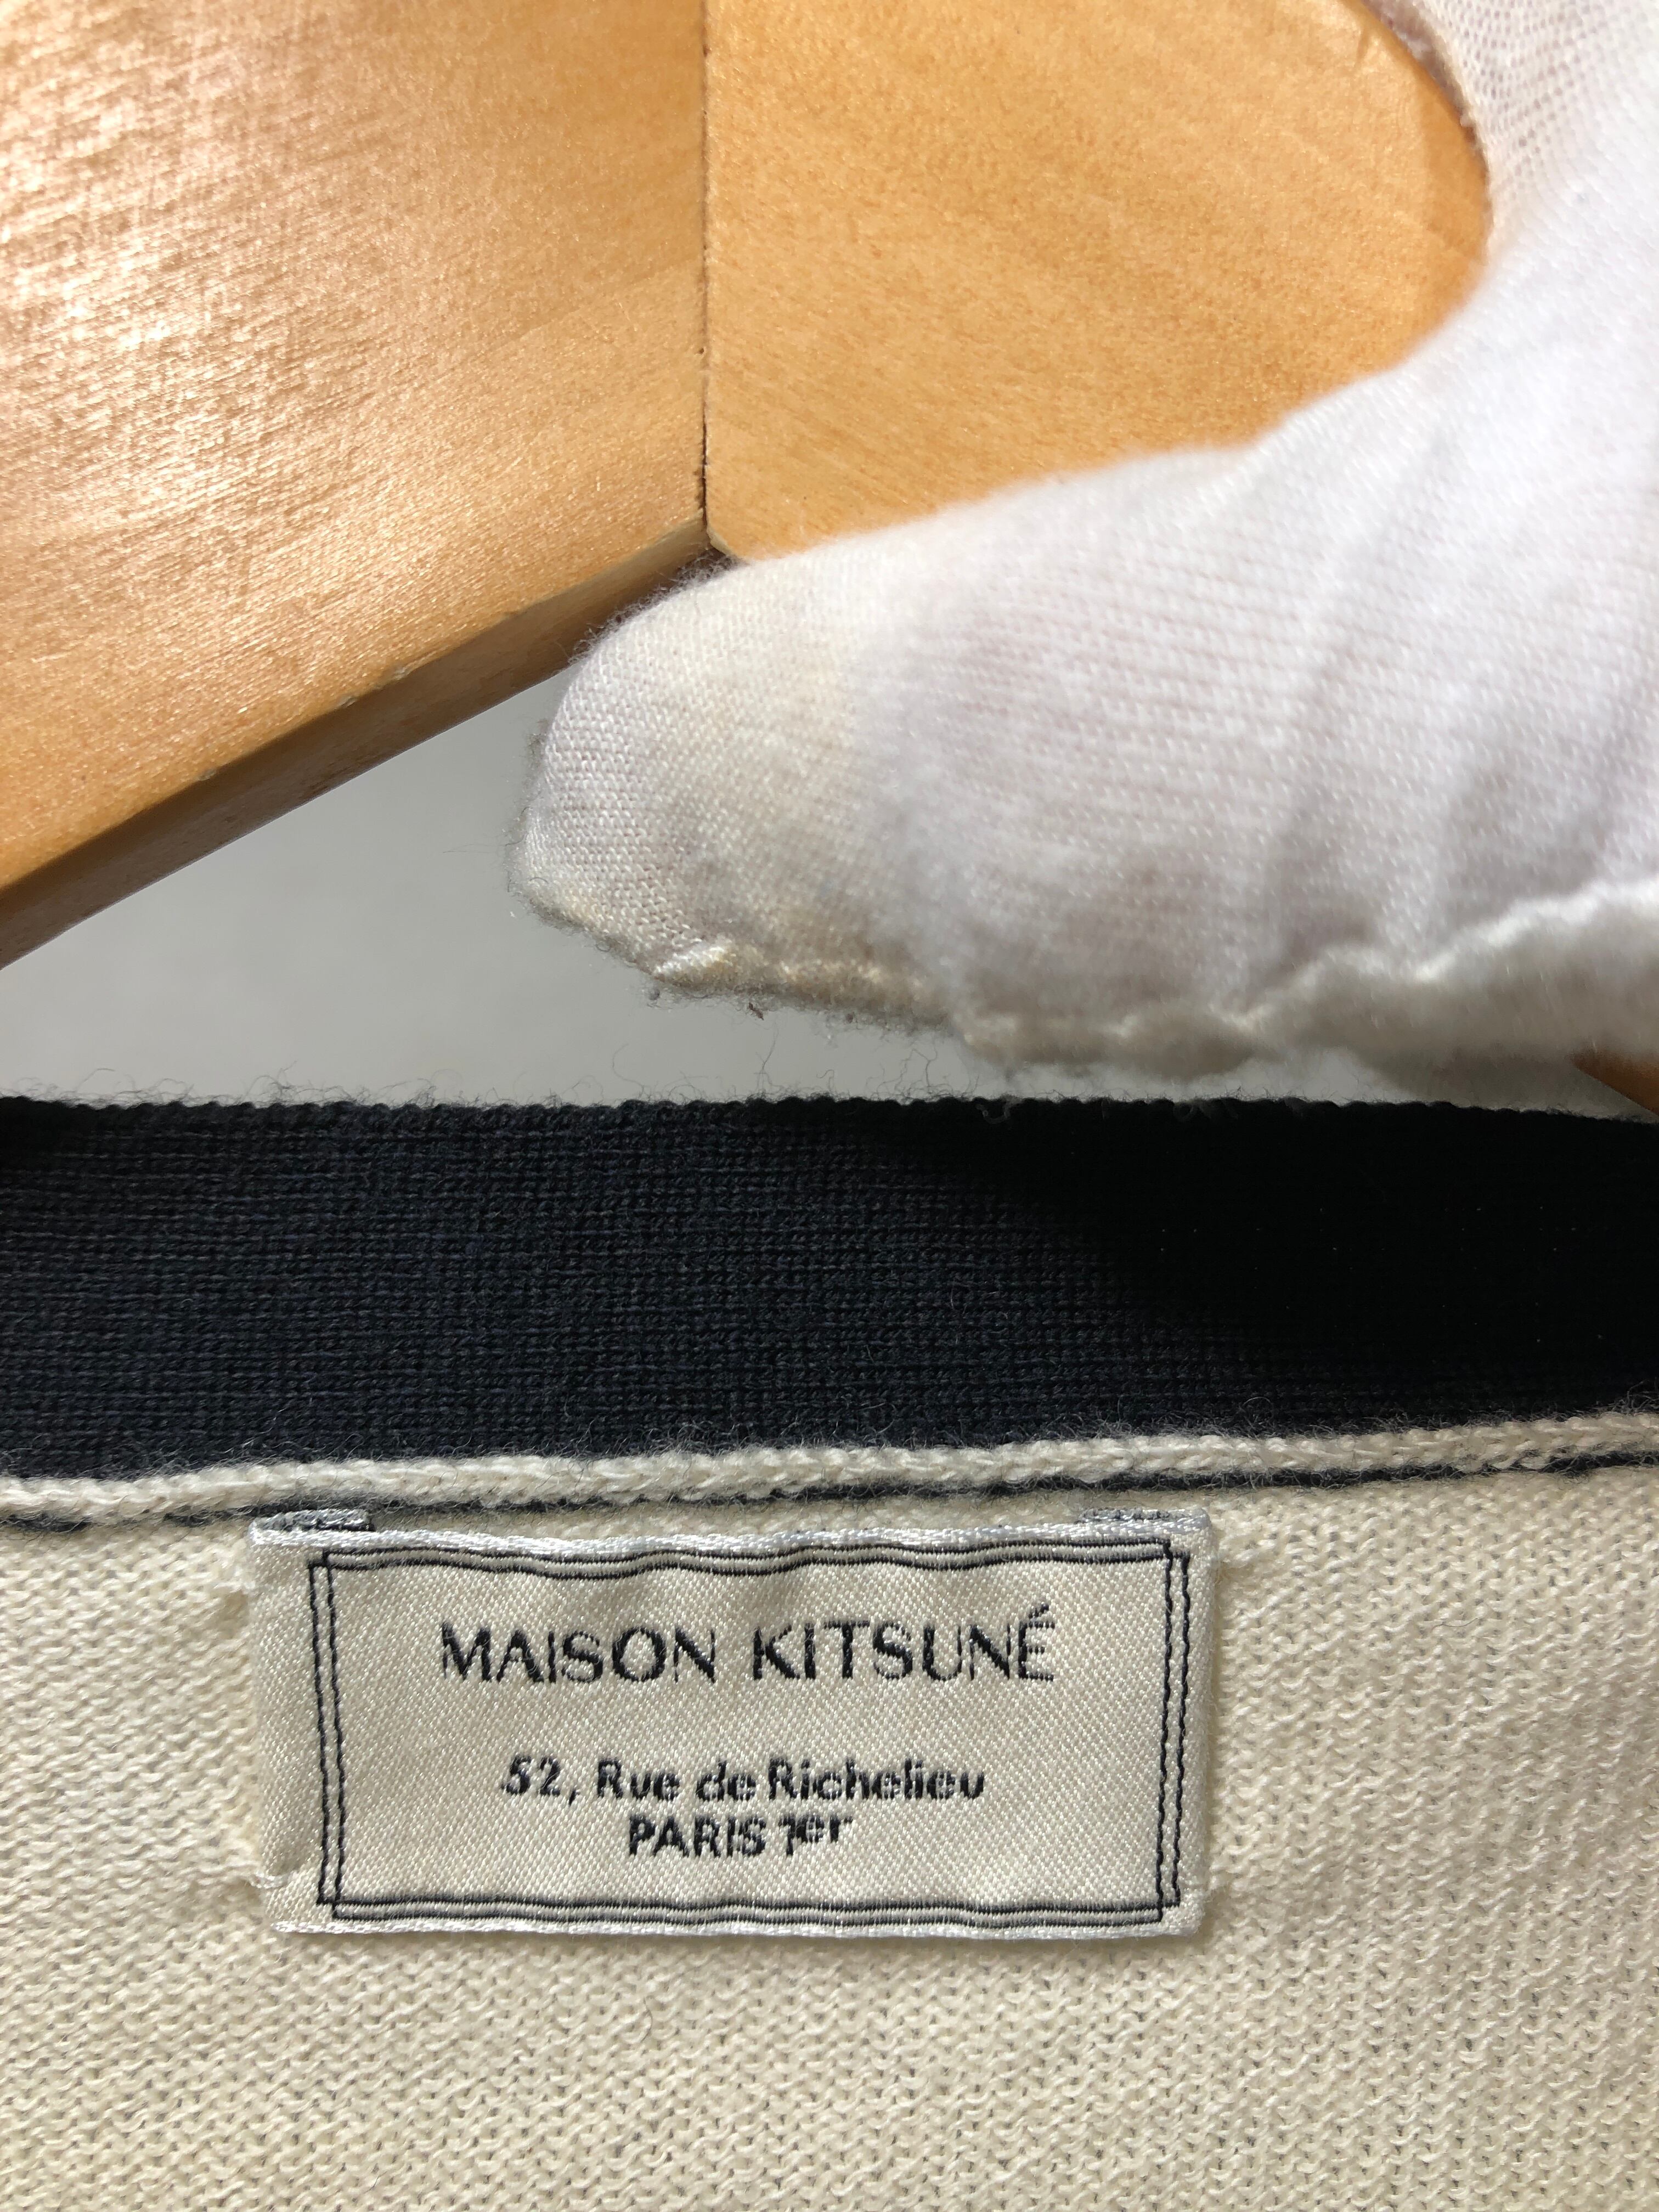 MAISON KITSUNÉ
52, Rue de Richelieu
PARIS 1er